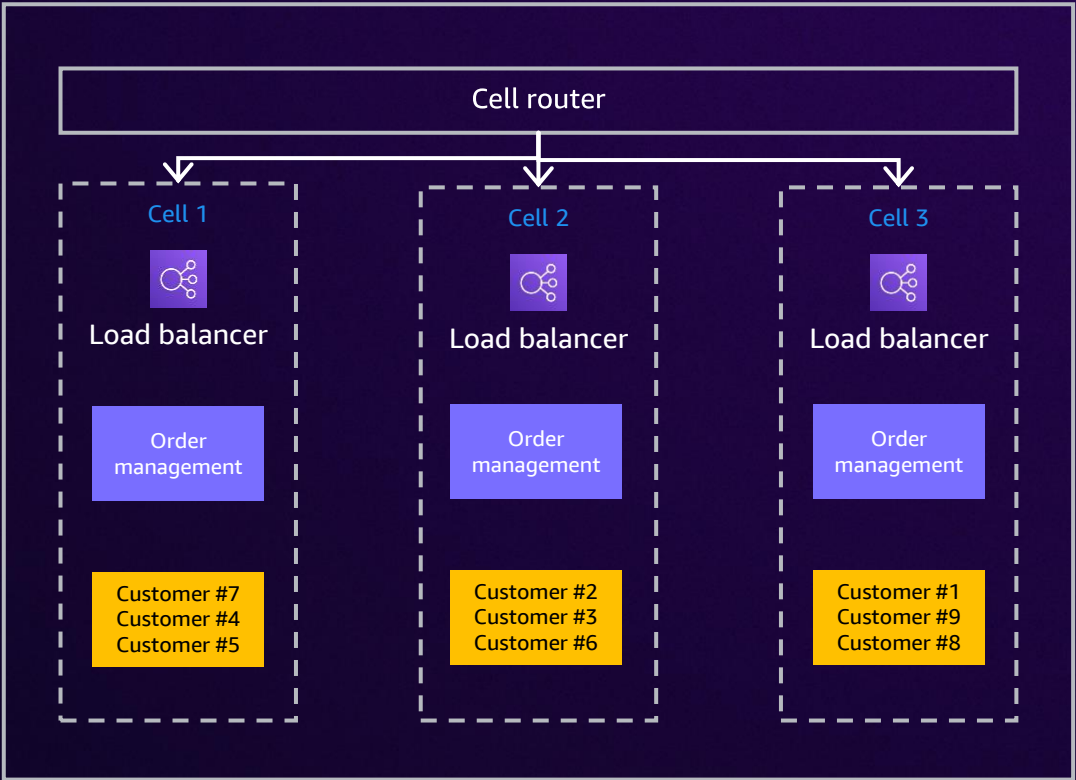 Cell router
Cell 1
Load balancer
Order
management
Customer #7
Customer #4
Customer #5
Cell 2
Load balancer
Order
management
Customer #2
Customer #3
Customer #6
Cell 3
Load balancer
Order
management
Customer #1
Customer #9
Customer #8